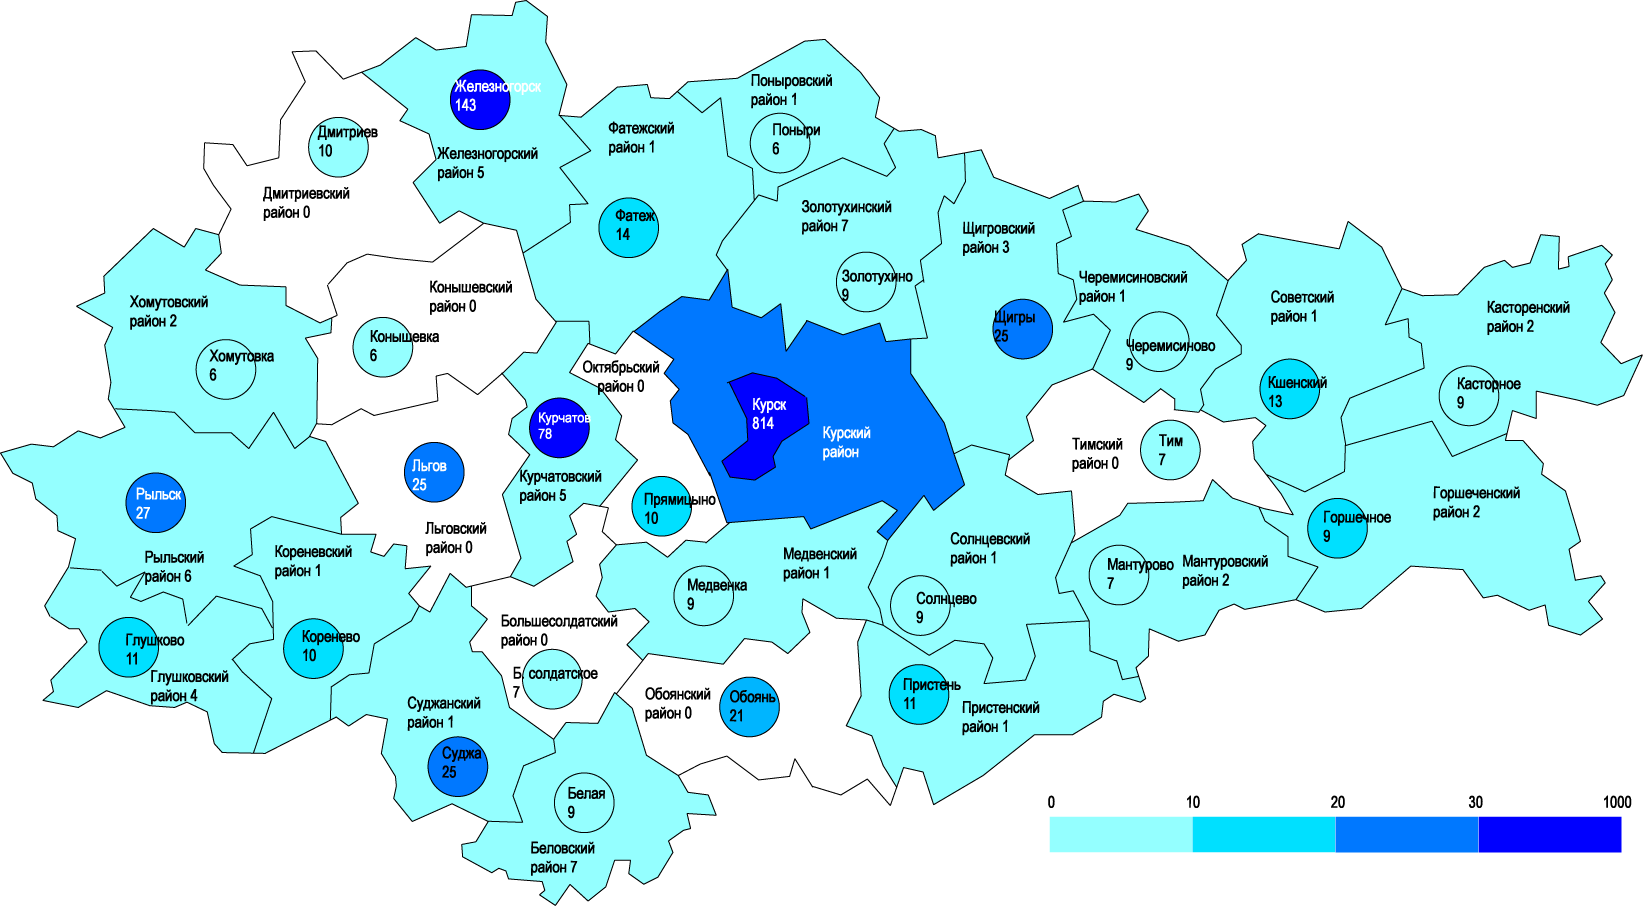 Железногорск
143
Поныровский
район 1
Дмитриев
10
Фатежский
район 1
Поныри
6
Железногорский
район 5
Дмитриевский
район 0
Фатеж
14
Золотухинский
район 7
Щигровский
район 3
Золотухино
9
Черемисиновский
район 1
Конышевский
район 0
Хомутовский
район 2
Советский
район 1
Касторенский
район 2
Щигры
25
Конышевка
6
Черемисиново
9
Хомутовка
6
Октябрьский
район 0
Кшенский
13
Касторное
9
Курск
814
Курчатов
78
Курский
район
Тимский
район 0
Тим
7
Льгов
25
Курчатовский
район 5
Рыльск
27
Прямицыно
10
Горшеченский
район 2
Горшечное
9
Льговский
район 0
Солнцевский
район 1
Кореневский
район 1
Рыльский
район 6
Медвенский
район 1
Мантурово
7
Мантуровский
район 2
Медвенка
9
Солнцево
9
Большесолдатский
район 0
Глушково
11
Коренево
10
Б. солдатское
7
Глушковский
район 4
Пристень
11
Обоянский
район 0
Обоянь
21
Суджанский
район 1
Пристенский
район 1
Суджа
25
Белая
9
Беловский
район 7
0 10 20 30 1000